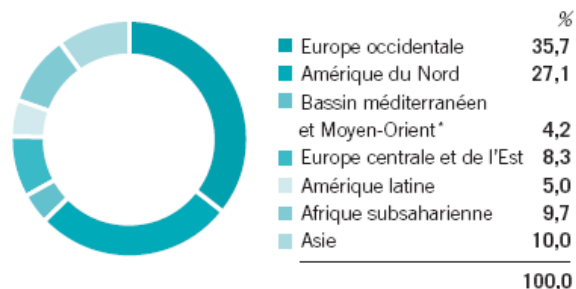 %
Europe occidentale 35,7
Amérique du Nord 27,1
Bassin méditerranéen
et Moyen-Orient* 4,2
Europe centrale et de l'Est 8,3
Amérique latine 5,0
Afrique subsaharienne 9,7
Asie 10,0
100,0